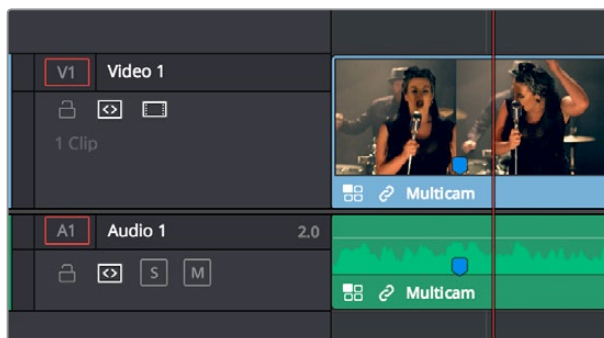 V1 Video 1
1 Clip
Multicam
A1 Audio 1 2.0
S M
Multicam